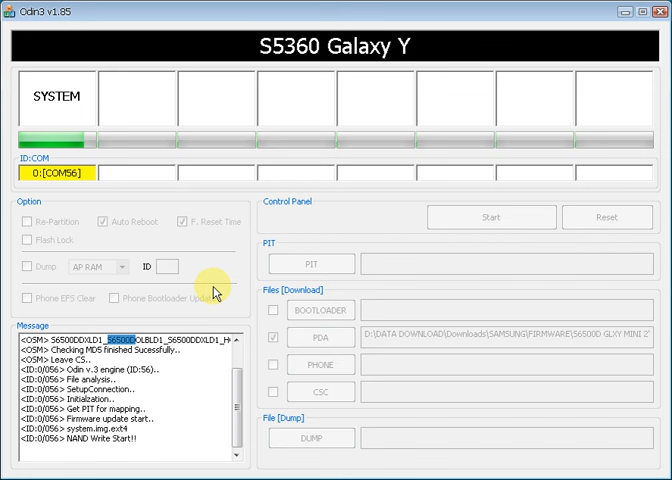 Odin3 v1.85
S5360 Galaxy Y
SYSTEM
ID:COM
0:[COM56]
Option
Re-Partition
Auto Reboot
F. Reset Time
Flash Lock
Dump
AP RAM
ID
Phone EFS Clear
Phone Bootloader Update
Message
<OSM> S6500DDXLD1_S6500DOLBLD1_S6500DDXLD1_H
<OSM> Checking MD5 finished Sucessfully..
<OSM> Leave CS..
<ID:0/056> Odin v.3 engine (ID:56)..
<ID:0/056> File analysis..
<ID:0/056> SetupConnection..
<ID:0/056> Initialzation..
<ID:0/056> Get PIT for mapping..
<ID:0/056> Firmware update start..
<ID:0/056> system.img.ext4
<ID:0/056> NAND Write Start!!
Control Panel
Start
Reset
PIT
PIT
Files [Download]
BOOTLOADER
PDA
D:\DATA DOWNLOAD\Downloads\SAMSUNG\FIRMWARE\S6500D GLXY MINI 2\
PHONE
CSC
File [Dump]
DUMP